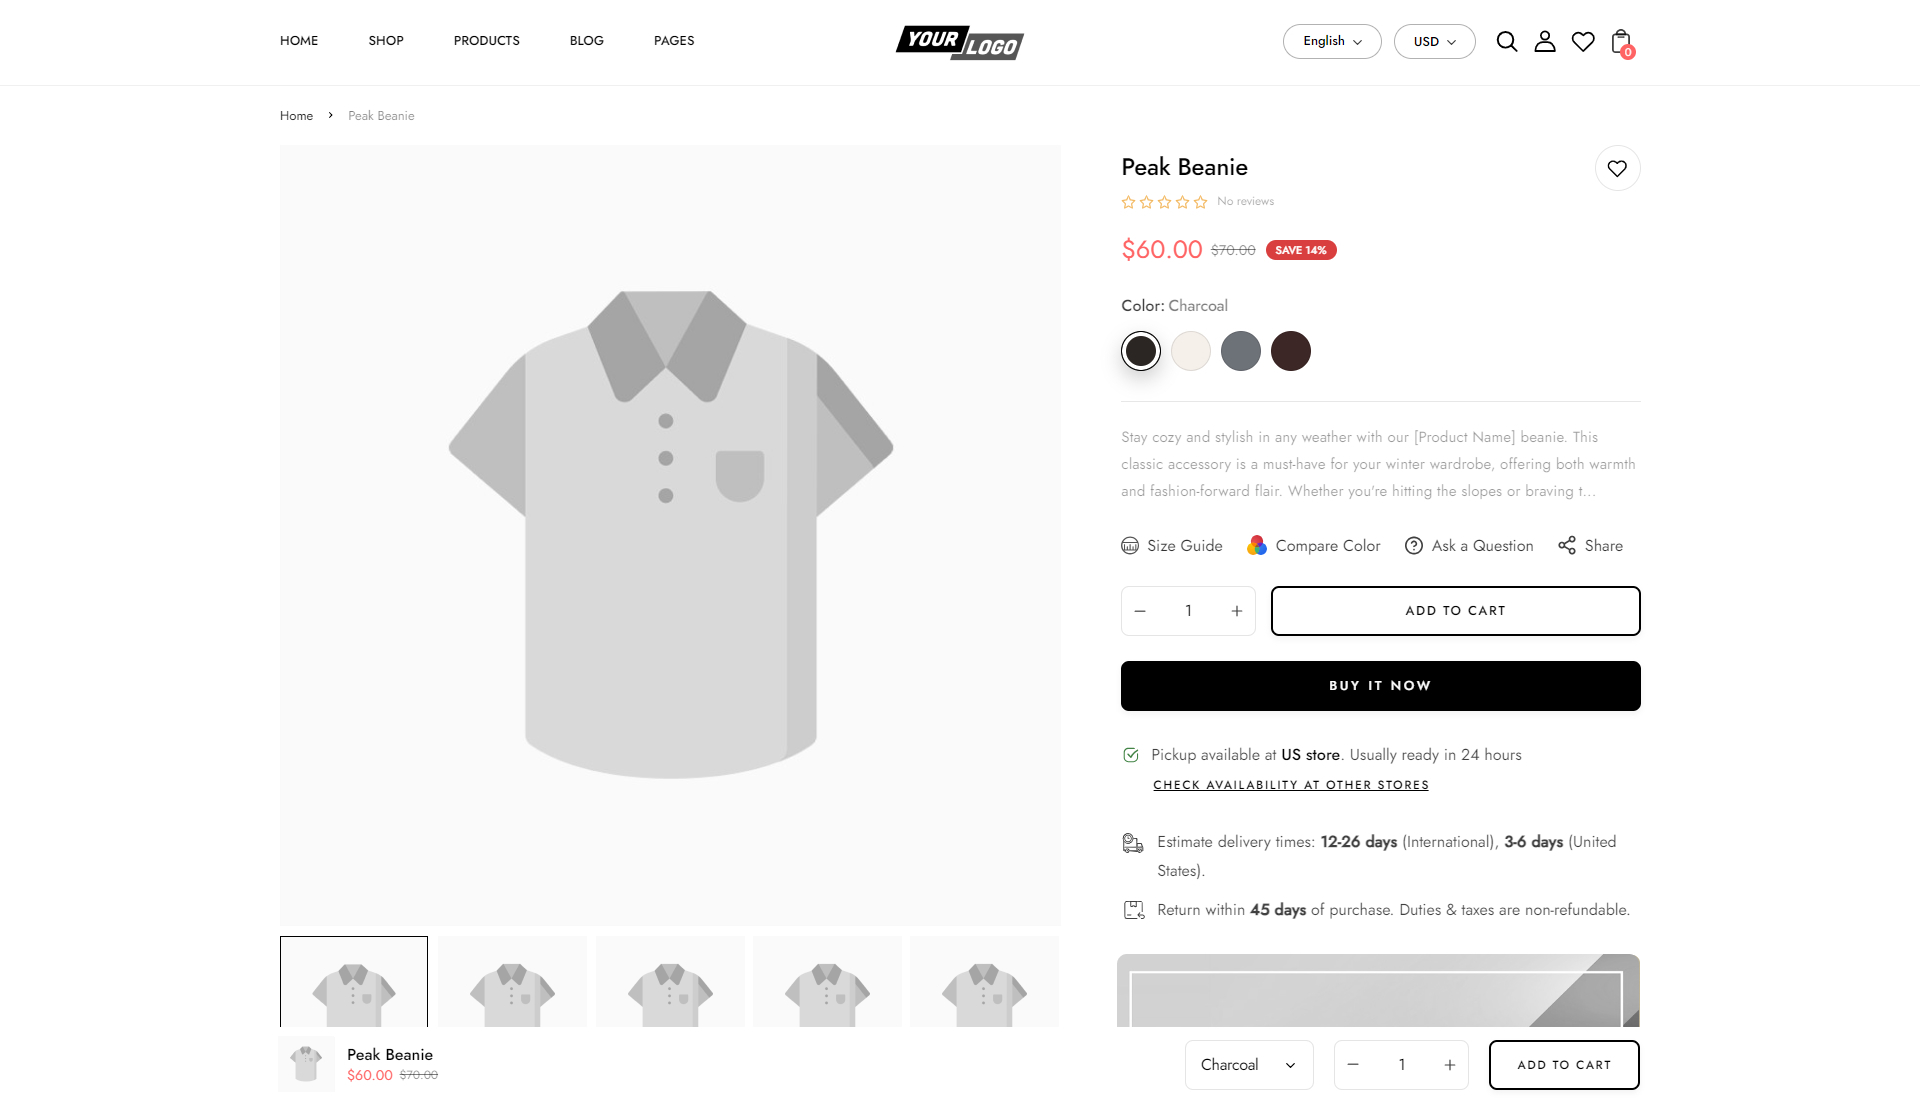 HOME SHOP PRODUCTS BLOG PAGES
YOUR LOGO
English USD
0
Home Peak Beanie
Peak Beanie
No reviews
$60.00 $70.00 SAVE 14%
Color: Charcoal
Stay cozy and stylish in any weather with our [Product Name] beanie. This
classic accessory is a must-have for your winter wardrobe, offering both warmth
and fashion-forward flair. Whether you're hitting the slopes or braving t...
Size Guide Compare Color Ask a Question Share
1 ADD TO CART
BUY IT NOW
Pickup available at US store. Usually ready in 24 hours
CHECK AVAILABILITY AT OTHER STORES
Estimate delivery times: 12-26 days (International), 3-6 days (United
States).
Return within 45 days of purchase. Duties & taxes are non-refundable.
Peak Beanie
$60.00 $70.00
Charcoal 1 ADD TO CART